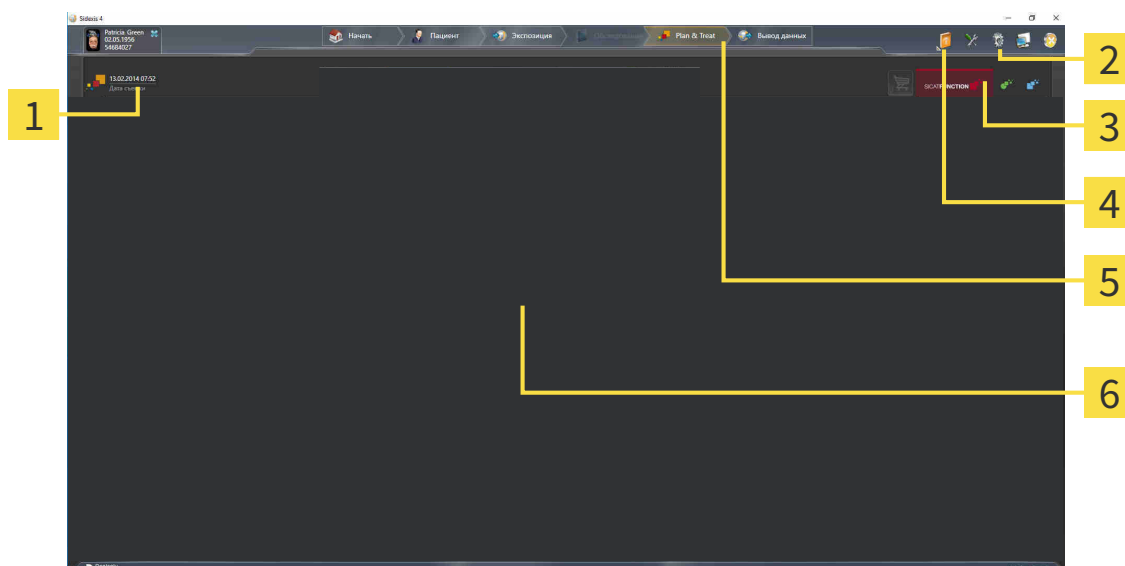 Sidexis 4
Patricia Green
02.05.1956
54684027
Начать
Пациент
Экспозиция
Plan & Treat
Вывод данных
13.02.2014 07:52
Дата съемки
SICAT FUNCTION
1
2
3
4
5
6